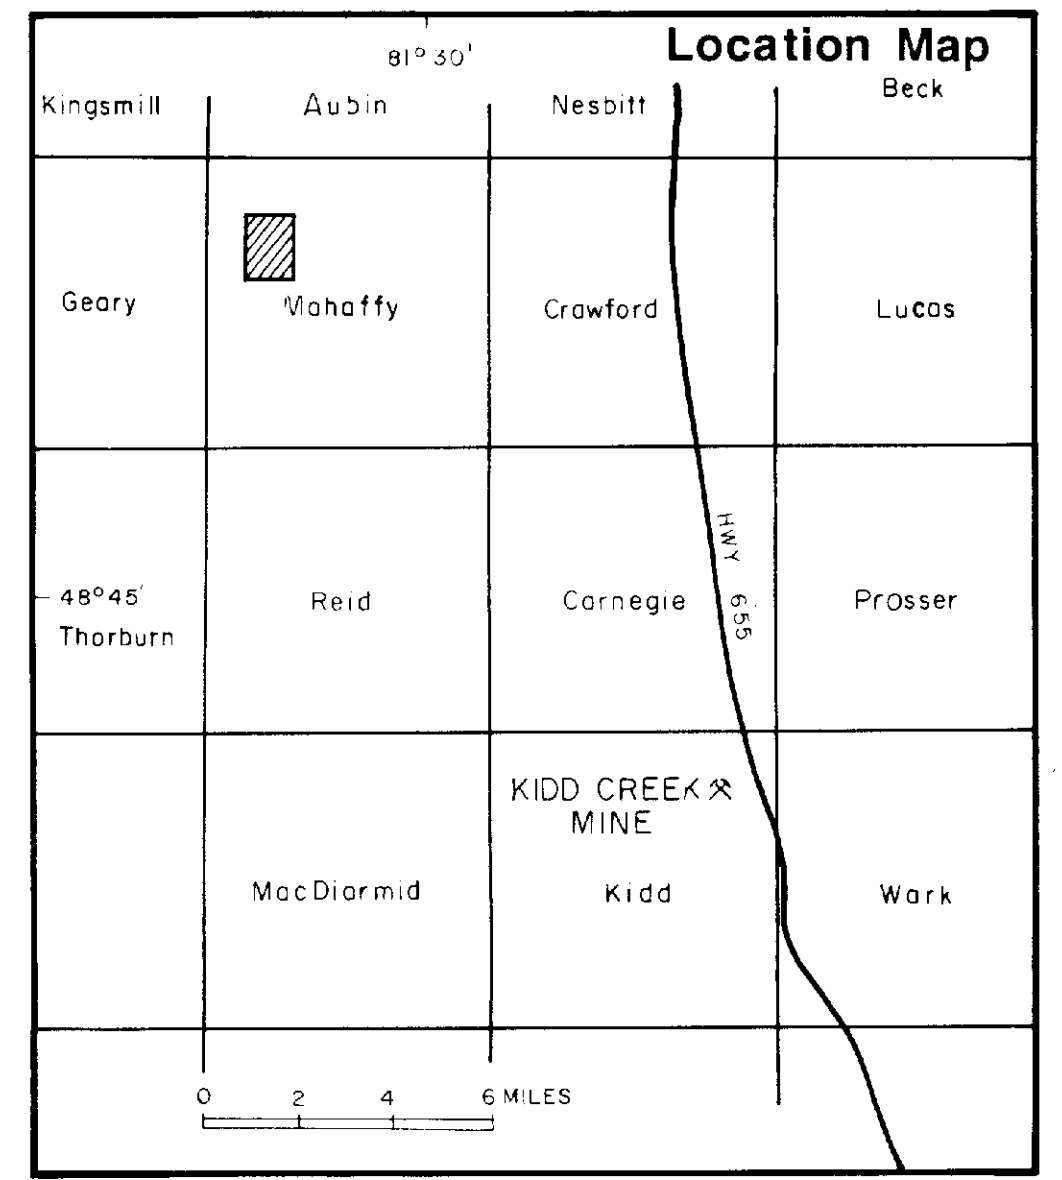 Location Map
81°30'
Kingsmill Aubin Nesbitt Beck
Geary Mahaffy Crawford Lucas
HWY 655
48°45' Reid Carnegie Prosser
Thorburn
KIDD CREEK
MINE
MacDiarmid Kidd Wark
0 2 4 6 MILES